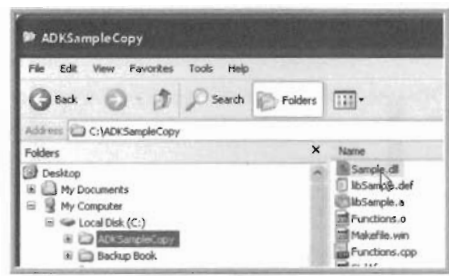 ADKSampleCopy
File Edit View Favorites Tools Help
Back Search Folders
Address C:\ADKSampleCopy
Folders × Name
Desktop Sample.dll
My Documents libSample.def
My Computer libSample.a
Local Disk (C:) Functions.o
ADKSampleCopy Makefile.win
Backup Book. Functions.cpp